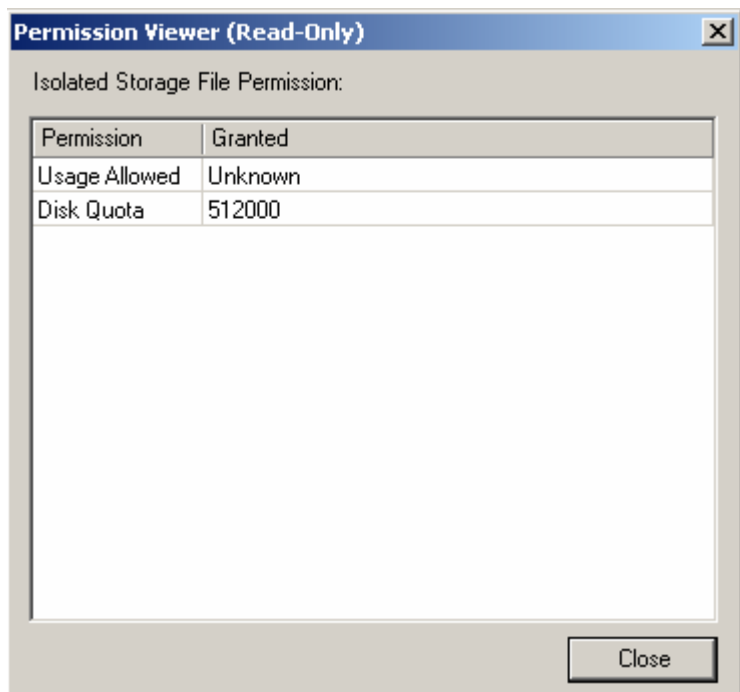 Permission Viewer (Read-Only)
Isolated Storage File Permission:
Permission Granted
Usage Allowed Unknown
Disk Quota 512000
Close